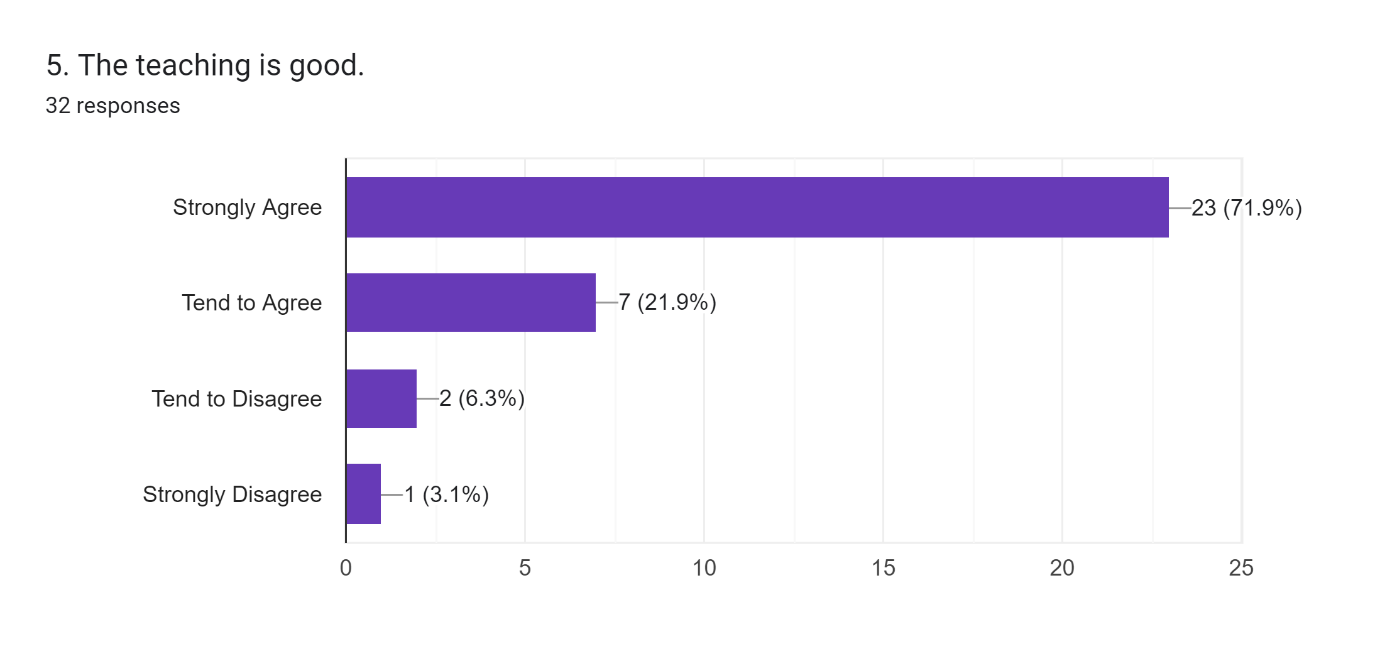 5. The teaching is good.
32 responses
Strongly Agree
23 (71.9%)
Tend to Agree
7 (21.9%)
Tend to Disagree
2 (6.3%)
Strongly Disagree
1 (3.1%)
0 5 10 15 20 25